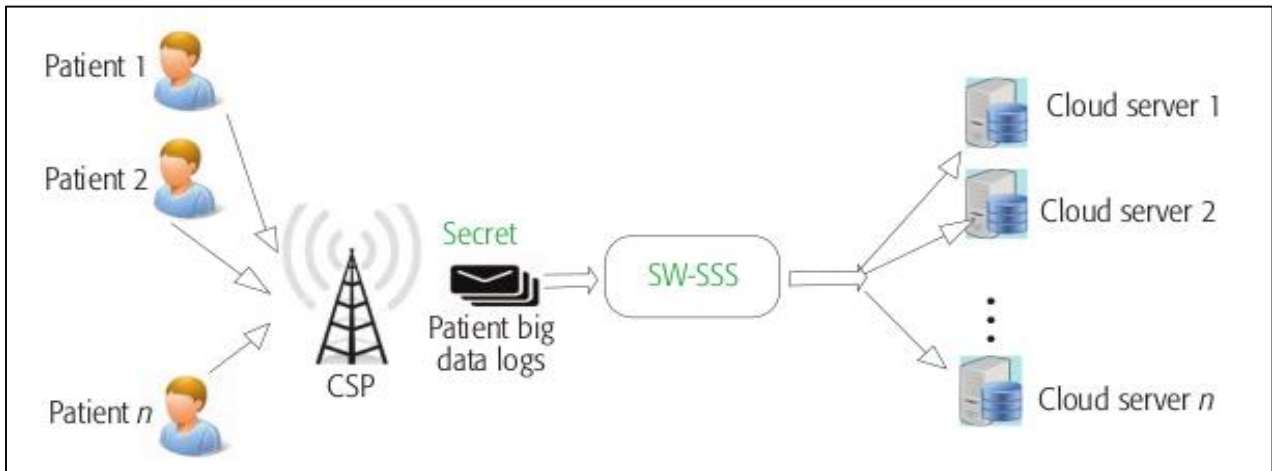 Patient 1
Patient 2
Patient n
CSP
Secret
Patient big
data logs
SW-SSS
Cloud server 1
Cloud server 2
Cloud server n